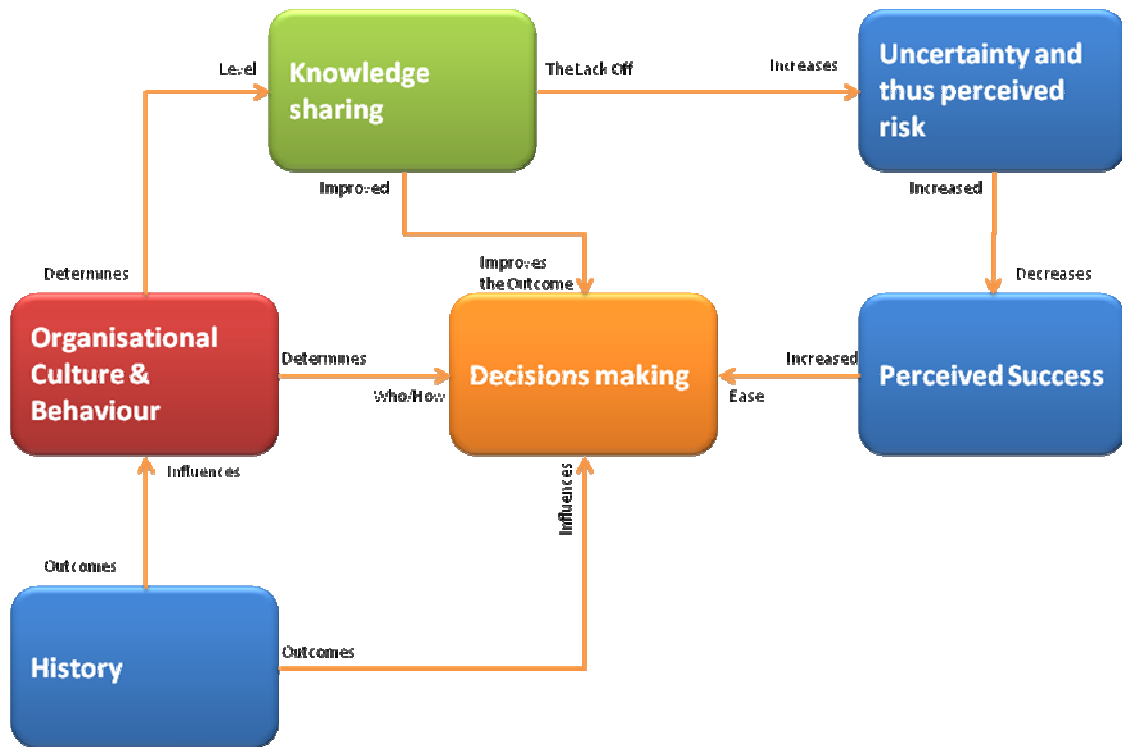 Level
Knowledge
sharing
The Lack Off
Increases
Uncertainty and
thus perceived
risk
Improved
Increased
Determines
Improves
the Outcome
Decreases
Organisational
Culture &
Behaviour
Determines
Who/How
Decisions making
Increased
Ease
Perceived Success
Influences
Influences
Outcomes
History
Outcomes